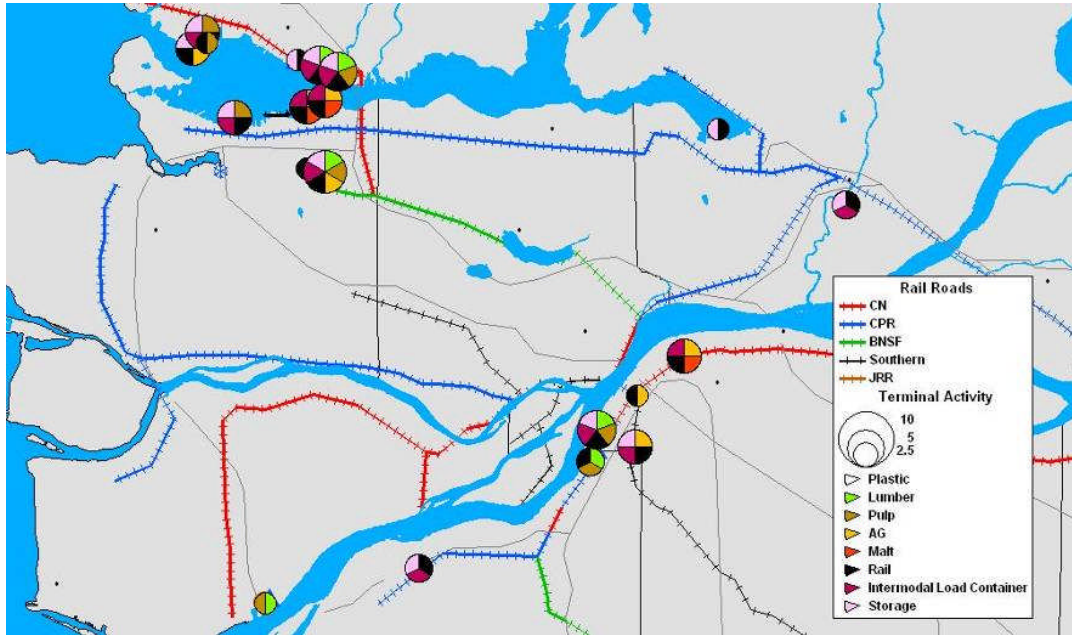 Rail Roads
CN
CPR
BNSF
Southern
JRR
Terminal Activity
10
5
2.5
Plastic
Lumber
Pulp
AG
Malt
Rail
Intermodal Load Container
Storage